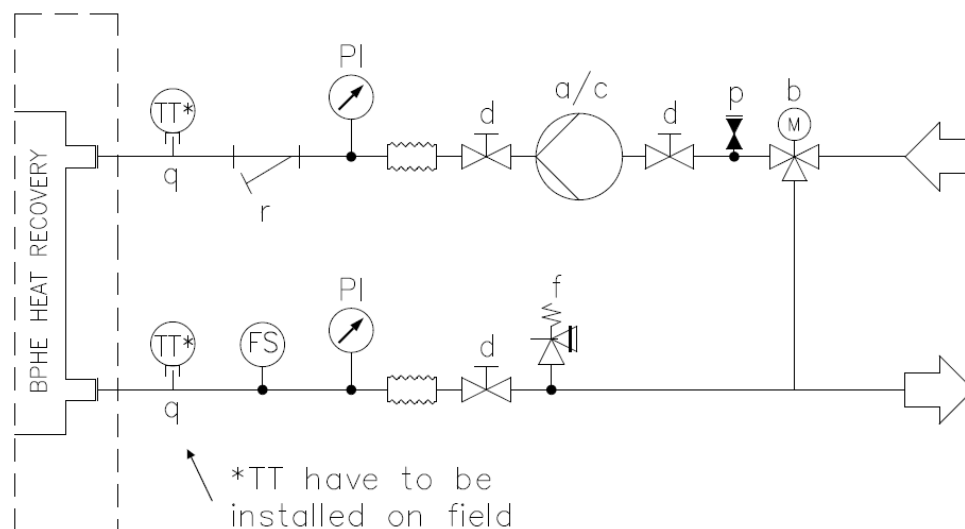 PI
a/c
p
b
TT*
d
d
M
q
r
BPHE HEAT RECOVERY
PI
f
TT*
FS
d
q
*TT have to be
installed on field